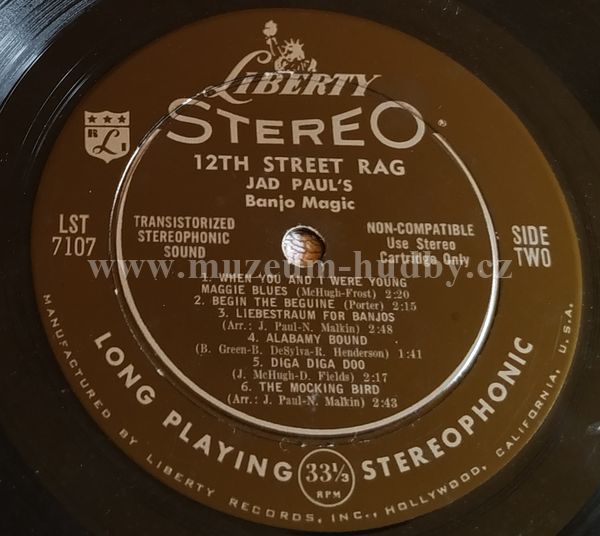 LIBERTY
STEREO ®
12TH STREET RAG
JAD PAUL'S
Banjo Magic
R L
LST
7107
TRANSISTORIZED
STEREOPHONIC
SOUND
NON-COMPATIBLE
Use Stereo
Cartridge Only
SIDE
TWO
www.muzeum-hudby.cz
1. WHEN YOU AND I WERE YOUNG
MAGGIE BLUES (McHugh-Frost) 2:20
2. BEGIN THE BEGUINE (Porter) 2:15
3. LIEBESTRAUM FOR BANJOS
(Arr.: J. Paul-N. Malkin) 2:48
4. ALABAMY BOUND
(B. Green-B. DeSylva-R. Henderson) 1:41
5. DIGA DIGA DOO
(J. McHugh-D. Fields) 2:17
6. THE MOCKING BIRD
(Arr.: J. Paul-N. Malkin) 2:43
LONG PLAYING 33⅓ RPM STEREOPHONIC
MANUFACTURED BY LIBERTY RECORDS, INC., HOLLYWOOD, CALIFORNIA, U.S.A.